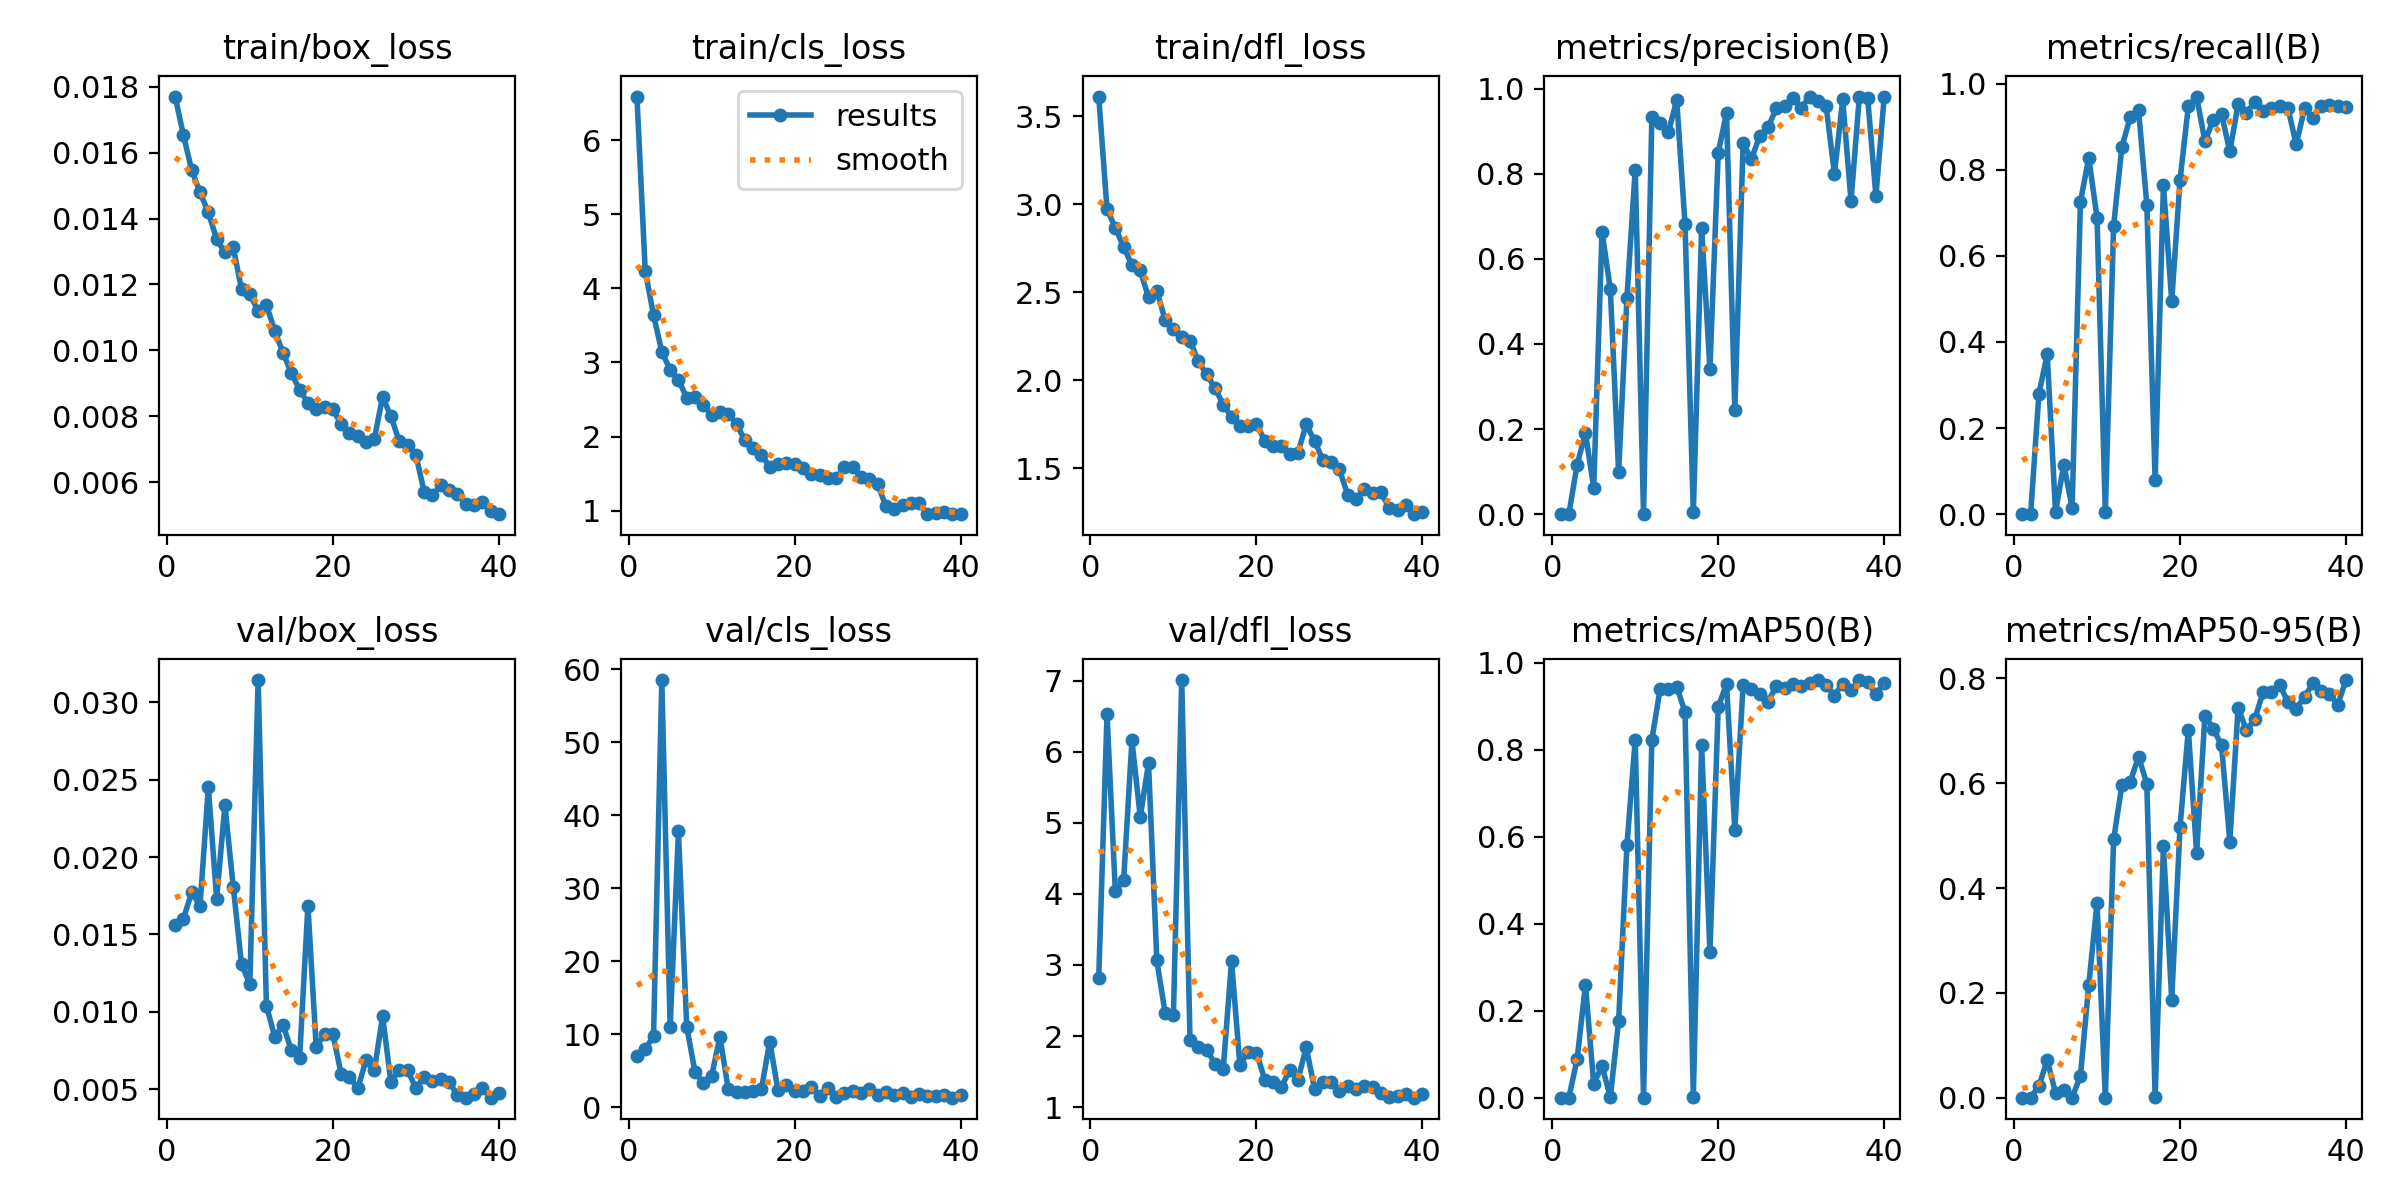 train/box_loss
0.018
0.016
0.014
0.012
0.010
0.008
0.006
0 20 40
train/cls_loss
results
smooth
6
5
4
3
2
1
0 20 40
train/dfl_loss
3.5
3.0
2.5
2.0
1.5
0 20 40
metrics/precision(B)
1.0
0.8
0.6
0.4
0.2
0.0
0 20 40
metrics/recall(B)
1.0
0.8
0.6
0.4
0.2
0.0
0 20 40
val/box_loss
0.030
0.025
0.020
0.015
0.010
0.005
0 20 40
val/cls_loss
60
50
40
30
20
10
0
0 20 40
val/dfl_loss
7
6
5
4
3
2
1
0 20 40
metrics/mAP50(B)
1.0
0.8
0.6
0.4
0.2
0.0
0 20 40
metrics/mAP50-95(B)
0.8
0.6
0.4
0.2
0.0
0 20 40